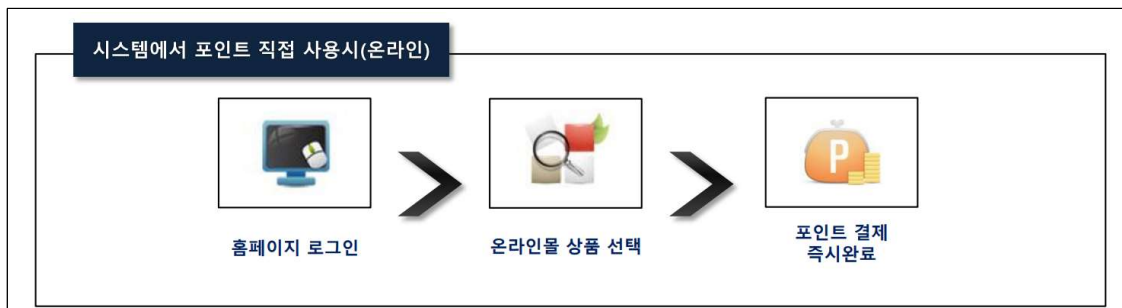 시스템에서 포인트 직접 사용시(온라인)
홈페이지 로그인
온라인몰 상품 선택
P
포인트 결제
즉시완료